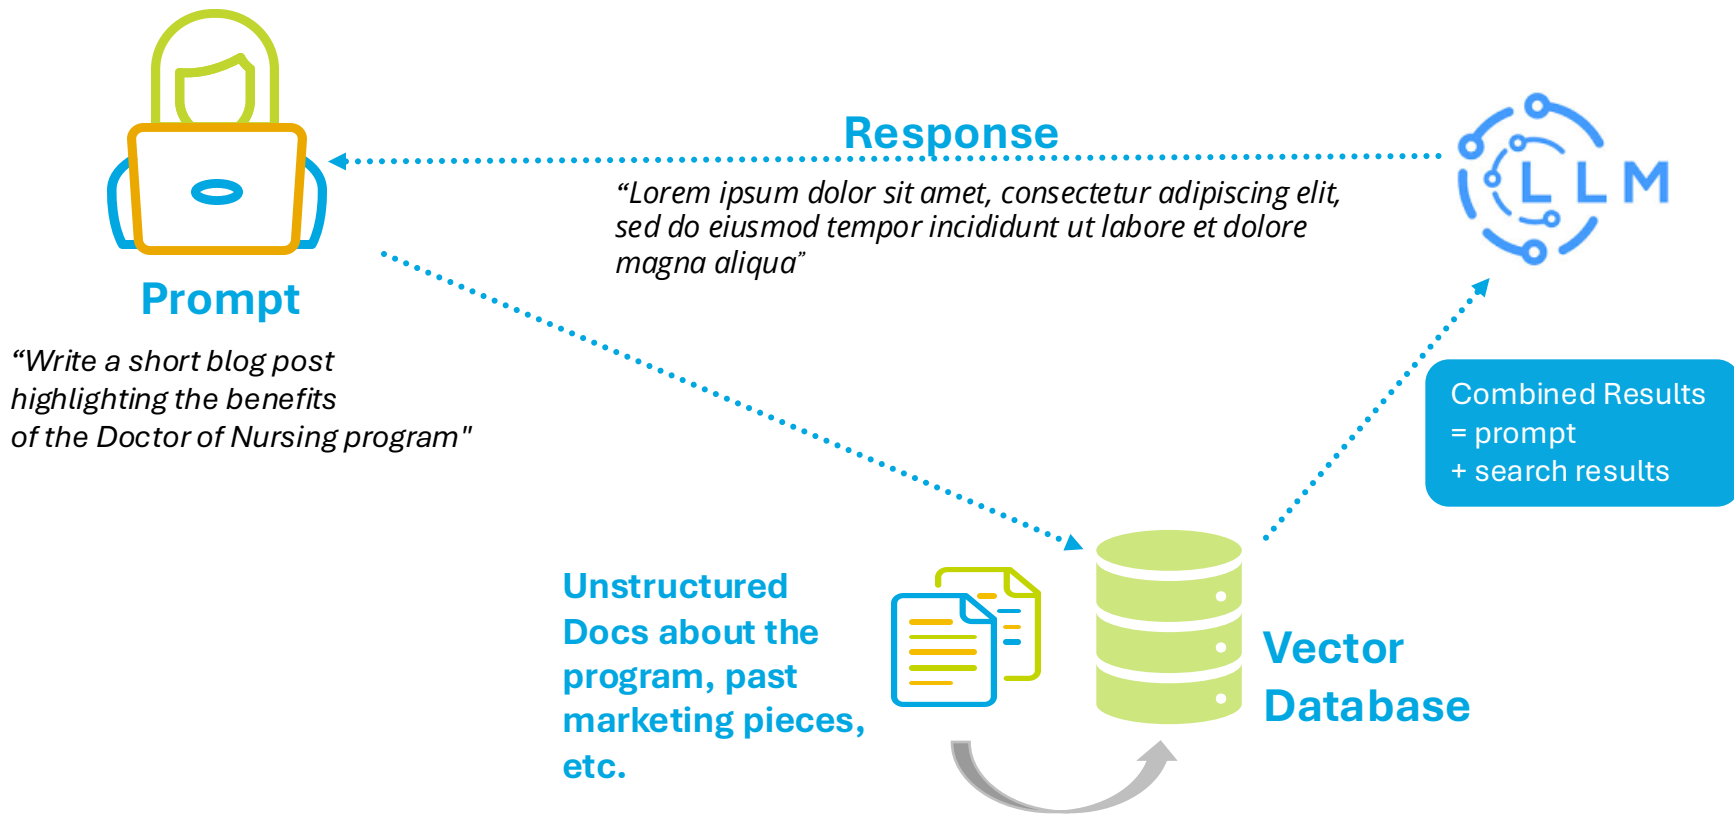 Response
“Lorem ipsum dolor sit amet, consectetur adipiscing elit,
sed do eiusmod tempor incididunt ut labore et dolore
magna aliqua”
LLM
Prompt
“Write a short blog post
highlighting the benefits
of the Doctor of Nursing program"
Combined Results
= prompt
+ search results
Unstructured
Docs about the
program, past
marketing pieces,
etc.
Vector
Database